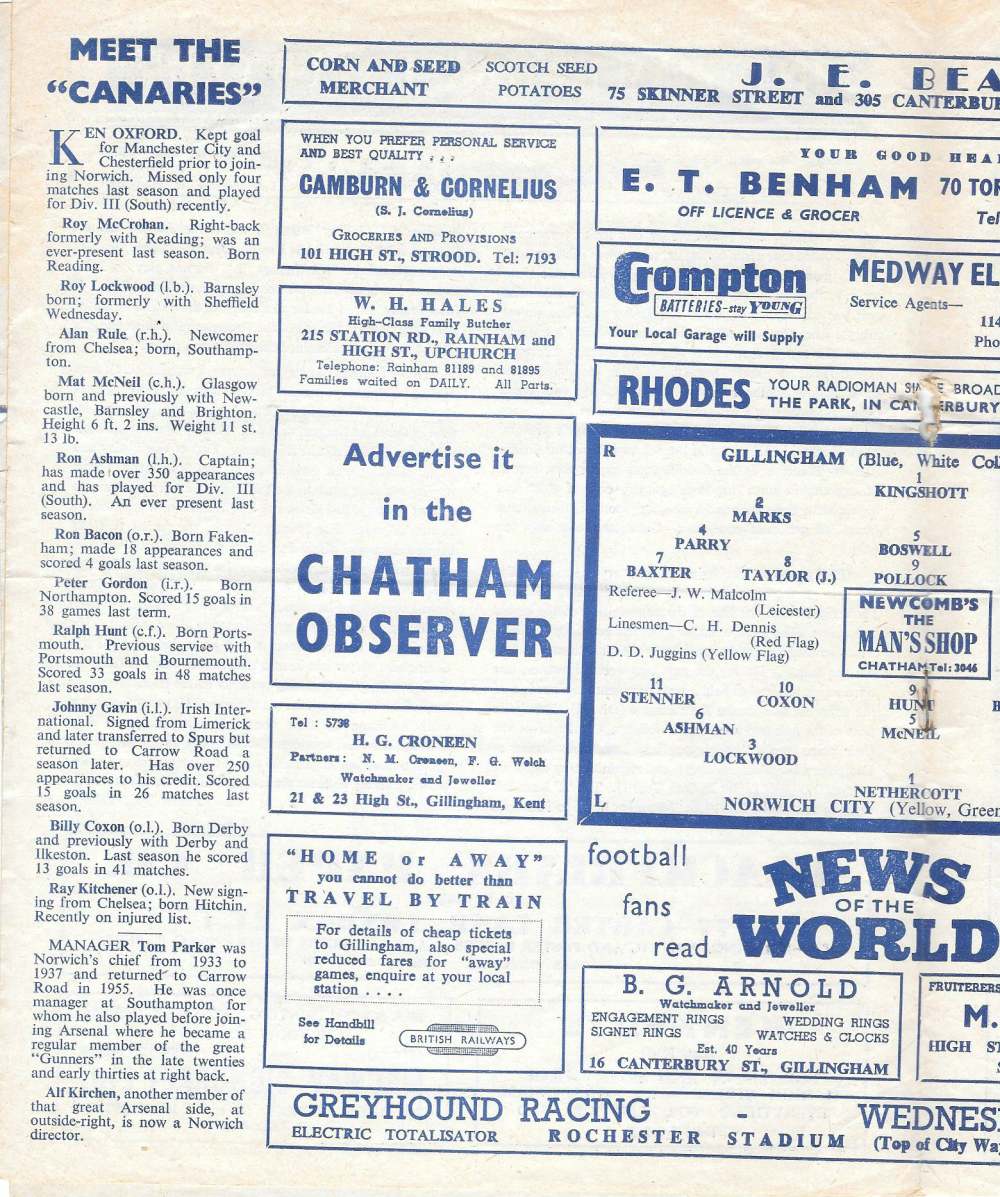 MEET THE
“CANARIES”
KEN OXFORD. Kept goal
for Manchester City and
Chesterfield prior to join-
ing Norwich. Missed only four
matches last season and played
for Div. III (South) recently.
Roy McCrohan. Right-back
formerly with Reading; was an
ever-present last season. Born
Reading.
Roy Lockwood (l.b.). Barnsley
born; formerly with Sheffield
Wednesday.
Alan Rule (r.h.). Newcomer
from Chelsea; born, Southamp-
ton.
Mat McNeil (c.h.). Glasgow
born and previously with New-
castle, Barnsley and Brighton.
Height 6 ft. 2 ins. Weight 11 st.
13 lb.
Ron Ashman (l.h.). Captain;
has made over 350 appearances
and has played for Div. III
(South). An ever present last
season.
Ron Bacon (o.r.). Born Faken-
ham; made 18 appearances and
scored 4 goals last season.
Peter Gordon (i.r.). Born
Northampton. Scored 15 goals in
38 games last term.
Ralph Hunt (c.f.). Born Ports-
mouth. Previous service with
Portsmouth and Bournemouth.
Scored 33 goals in 48 matches
last season.
Johnny Gavin (i.l.). Irish Inter-
national. Signed from Limerick
and later transferred to Spurs but
returned to Carrow Road a
season later. Has over 250
appearances to his credit. Scored
15 goals in 26 matches last
season.
Billy Coxon (o.l.). Born Derby
and previously with Derby and
Ilkeston. Last season he scored
13 goals in 41 matches.
Ray Kitchener (o.l.). New sign-
ing from Chelsea; born Hitchin.
Recently on injured list.
MANAGER Tom Parker was
Norwich's chief from 1933 to
1937 and returned to Carrow
Road in 1955. He was once
manager at Southampton for
whom he also played before join-
ing Arsenal where he became a
regular member of the great
“Gunners” in the late twenties
and early thirties at right back.
Alf Kirchen, another member of
that great Arsenal side, at
outside-right, is now a Norwich
director.
CORN AND SEED SCOTCH SEED J. E. BEA
MERCHANT POTATOES 75 SKINNER STREET and 305 CANTERBU
WHEN YOU PREFER PERSONAL SERVICE
AND BEST QUALITY . . .
CAMBURN & CORNELIUS
(S. J. Cornelius)
GROCERIES AND PROVISIONS
101 HIGH ST., STROOD. Tel: 7193
W. H. HALES
High-Class Family Butcher
215 STATION RD., RAINHAM and
HIGH ST., UPCHURCH
Telephone: Rainham 81189 and 81895
Families waited on DAILY. All Parts.
Advertise it
in the
CHATHAM
OBSERVER
Tel : 5738
H. G. CRONEEN
Partners: N. M. Croneen, F. G. Welch
Watchmaker and Jeweller
21 & 23 High St., Gillingham, Kent
“HOME or AWAY”
you cannot do better than
TRAVEL BY TRAIN
For details of cheap tickets
to Gillingham, also special
reduced fares for “away”
games, enquire at your local
station . . . .
See Handbill
for Details
BRITISH RAILWAYS
YOUR GOOD HEA
E. T. BENHAM 70 TOR
OFF LICENCE & GROCER Tel
Crompton MEDWAY EL
BATTERIES-stay YOUNG Service Agents—
114
Your Local Garage will Supply Pho
RHODES YOUR RADIOMAN SINCE BROAD
THE PARK, IN CANTERBURY
R GILLINGHAM (Blue, White Col
1
KINGSHOTT
2
MARKS
4 5
PARRY BOSWELL
7 8 9
BAXTER TAYLOR (J.) POLLOCK
Referee—J. W. Malcolm
(Leicester)
Linesmen—C. H. Dennis
(Red Flag)
D. D. Juggins (Yellow Flag)
NEWCOMB'S
THE
MAN'S SHOP
CHATHAM Tel: 3046
11 10 9
STENNER COXON HUNT
6 5
ASHMAN McNEIL
3
LOCKWOOD
1
NETHERCOTT
L NORWICH CITY (Yellow, Green
football
fans
read
NEWS
OF THE
WORLD
B. G. ARNOLD
Watchmaker and Jeweller
ENGAGEMENT RINGS WEDDING RINGS
SIGNET RINGS WATCHES & CLOCKS
Est. 40 Years
16 CANTERBURY ST., GILLINGHAM
FRUITERERS
M.
HIGH ST
GREYHOUND RACING - WEDNES
ELECTRIC TOTALISATOR ROCHESTER STADIUM (Top of City Wa